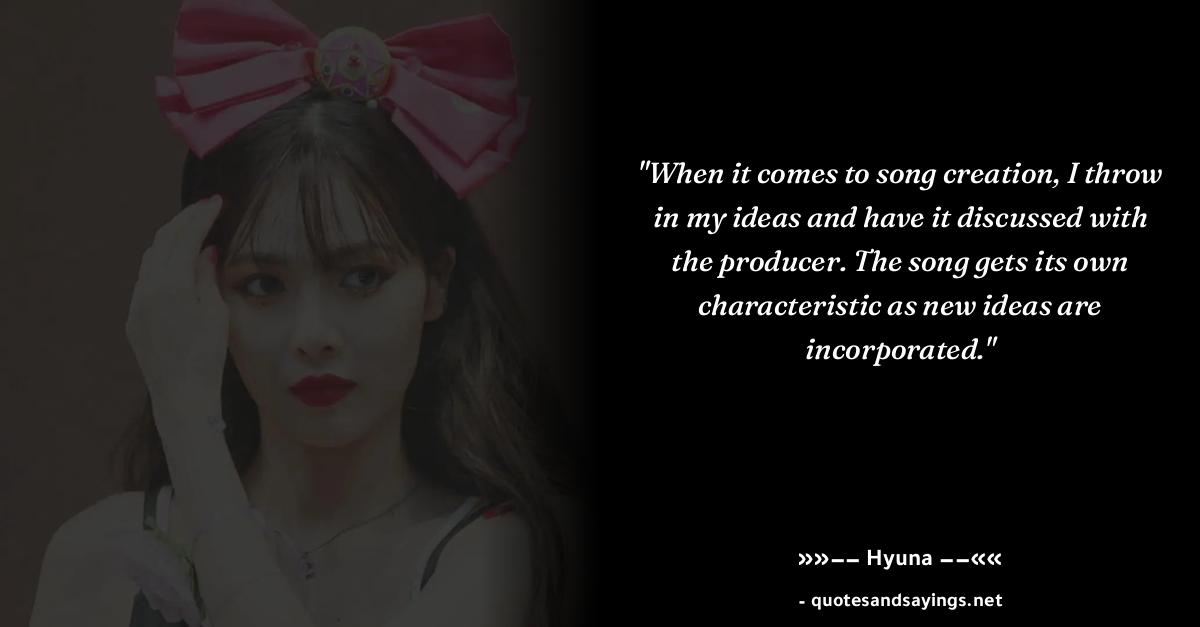 "When it comes to song creation, I throw
in my ideas and have it discussed with
the producer. The song gets its own
characteristic as new ideas are
incorporated."
»»–– Hyuna ––««
- quotesandsayings.net